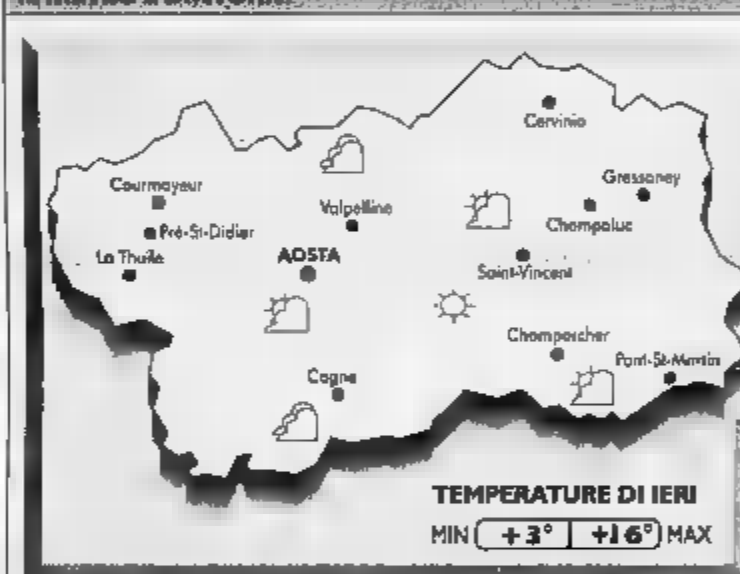 Cervinio
Courmayeur
Gressoney
Valpelline
Champoluc
Pré-St-Didier
La Thuile
AOSTA
Saint-Vincent
Champorcher
Pont-St-Martin
Cogne
TEMPERATURE DI IERI
MIN +3° +16° MAX